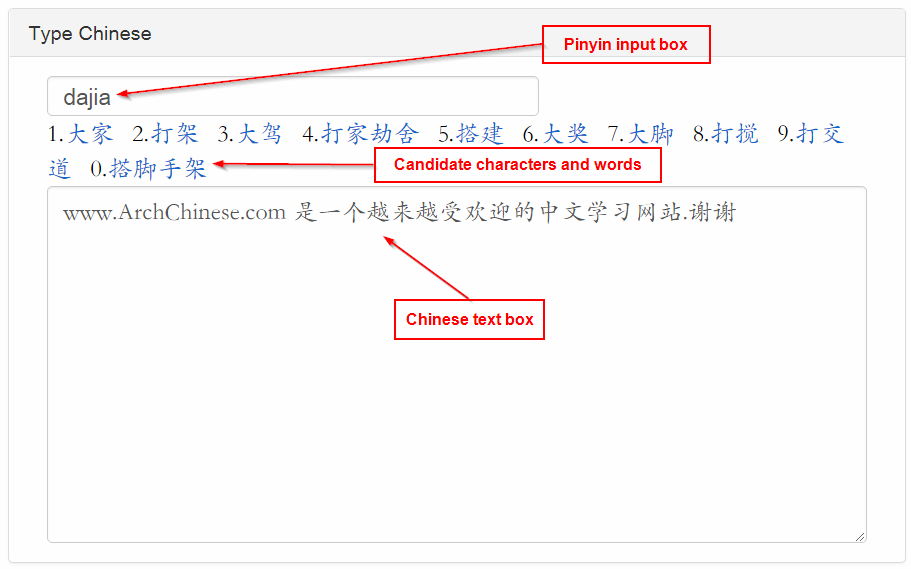 Type Chinese
Pinyin input box
dajia
1.大家 2.打架 3.大驾 4.打家劫舍 5.搭建 6.大奖 7.大脚 8.打搅 9.打交
道 0.搭脚手架
Candidate characters and words
www.ArchChinese.com 是一个越来越受欢迎的中文学习网站.谢谢
Chinese text box